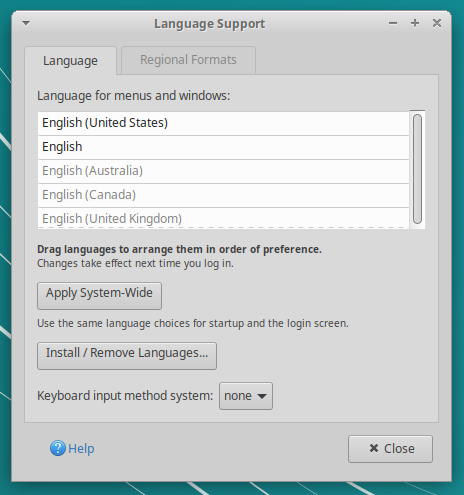 Language Support
Language
Regional Formats
Language for menus and windows:
English (United States)
English
English (Australia)
English (Canada)
English (United Kingdom)
Drag languages to arrange them in order of preference.
Changes take effect next time you log in.
Apply System-Wide
Use the same language choices for startup and the login screen.
Install / Remove Languages...
Keyboard input method system: none
Help
Close